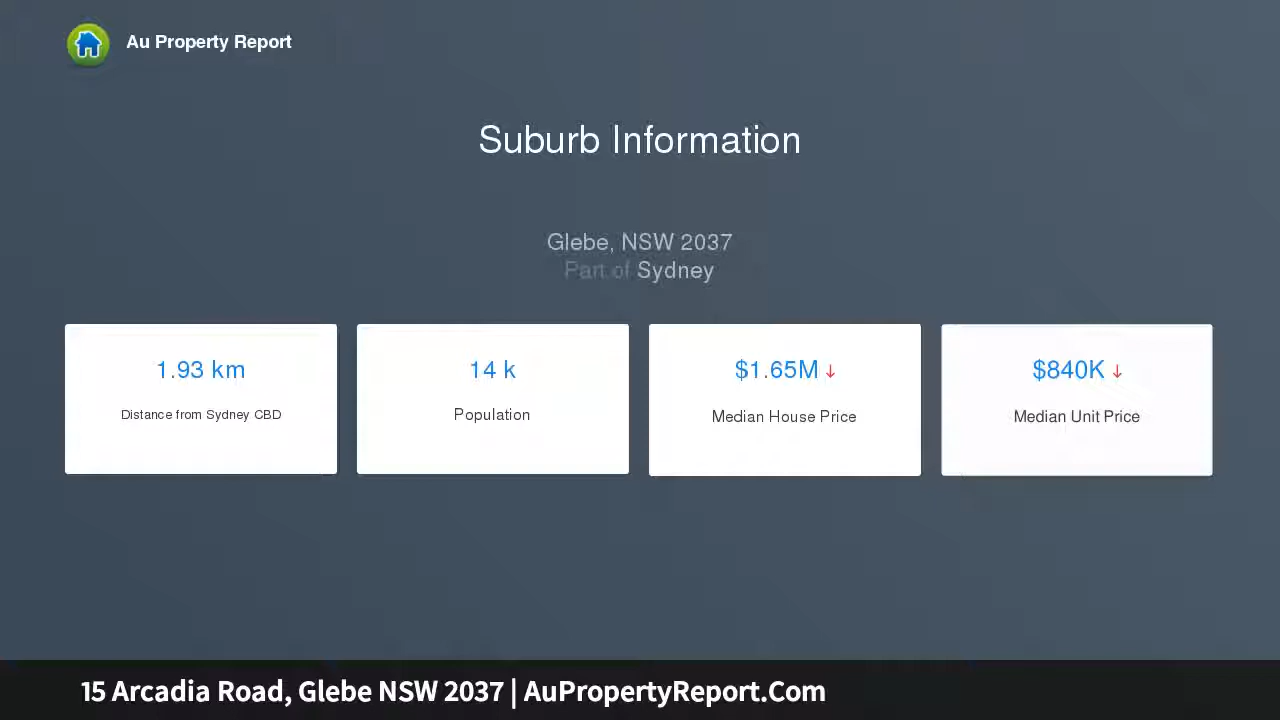 Au Property Report
Suburb Information
Glebe, NSW 2037
Part of Sydney
1.93 km
Distance from Sydney CBD
14 k
Population
$1.65M ↓
Median House Price
$840K ↓
Median Unit Price
15 Arcadia Road, Glebe NSW 2037 | AuPropertyReport.Com